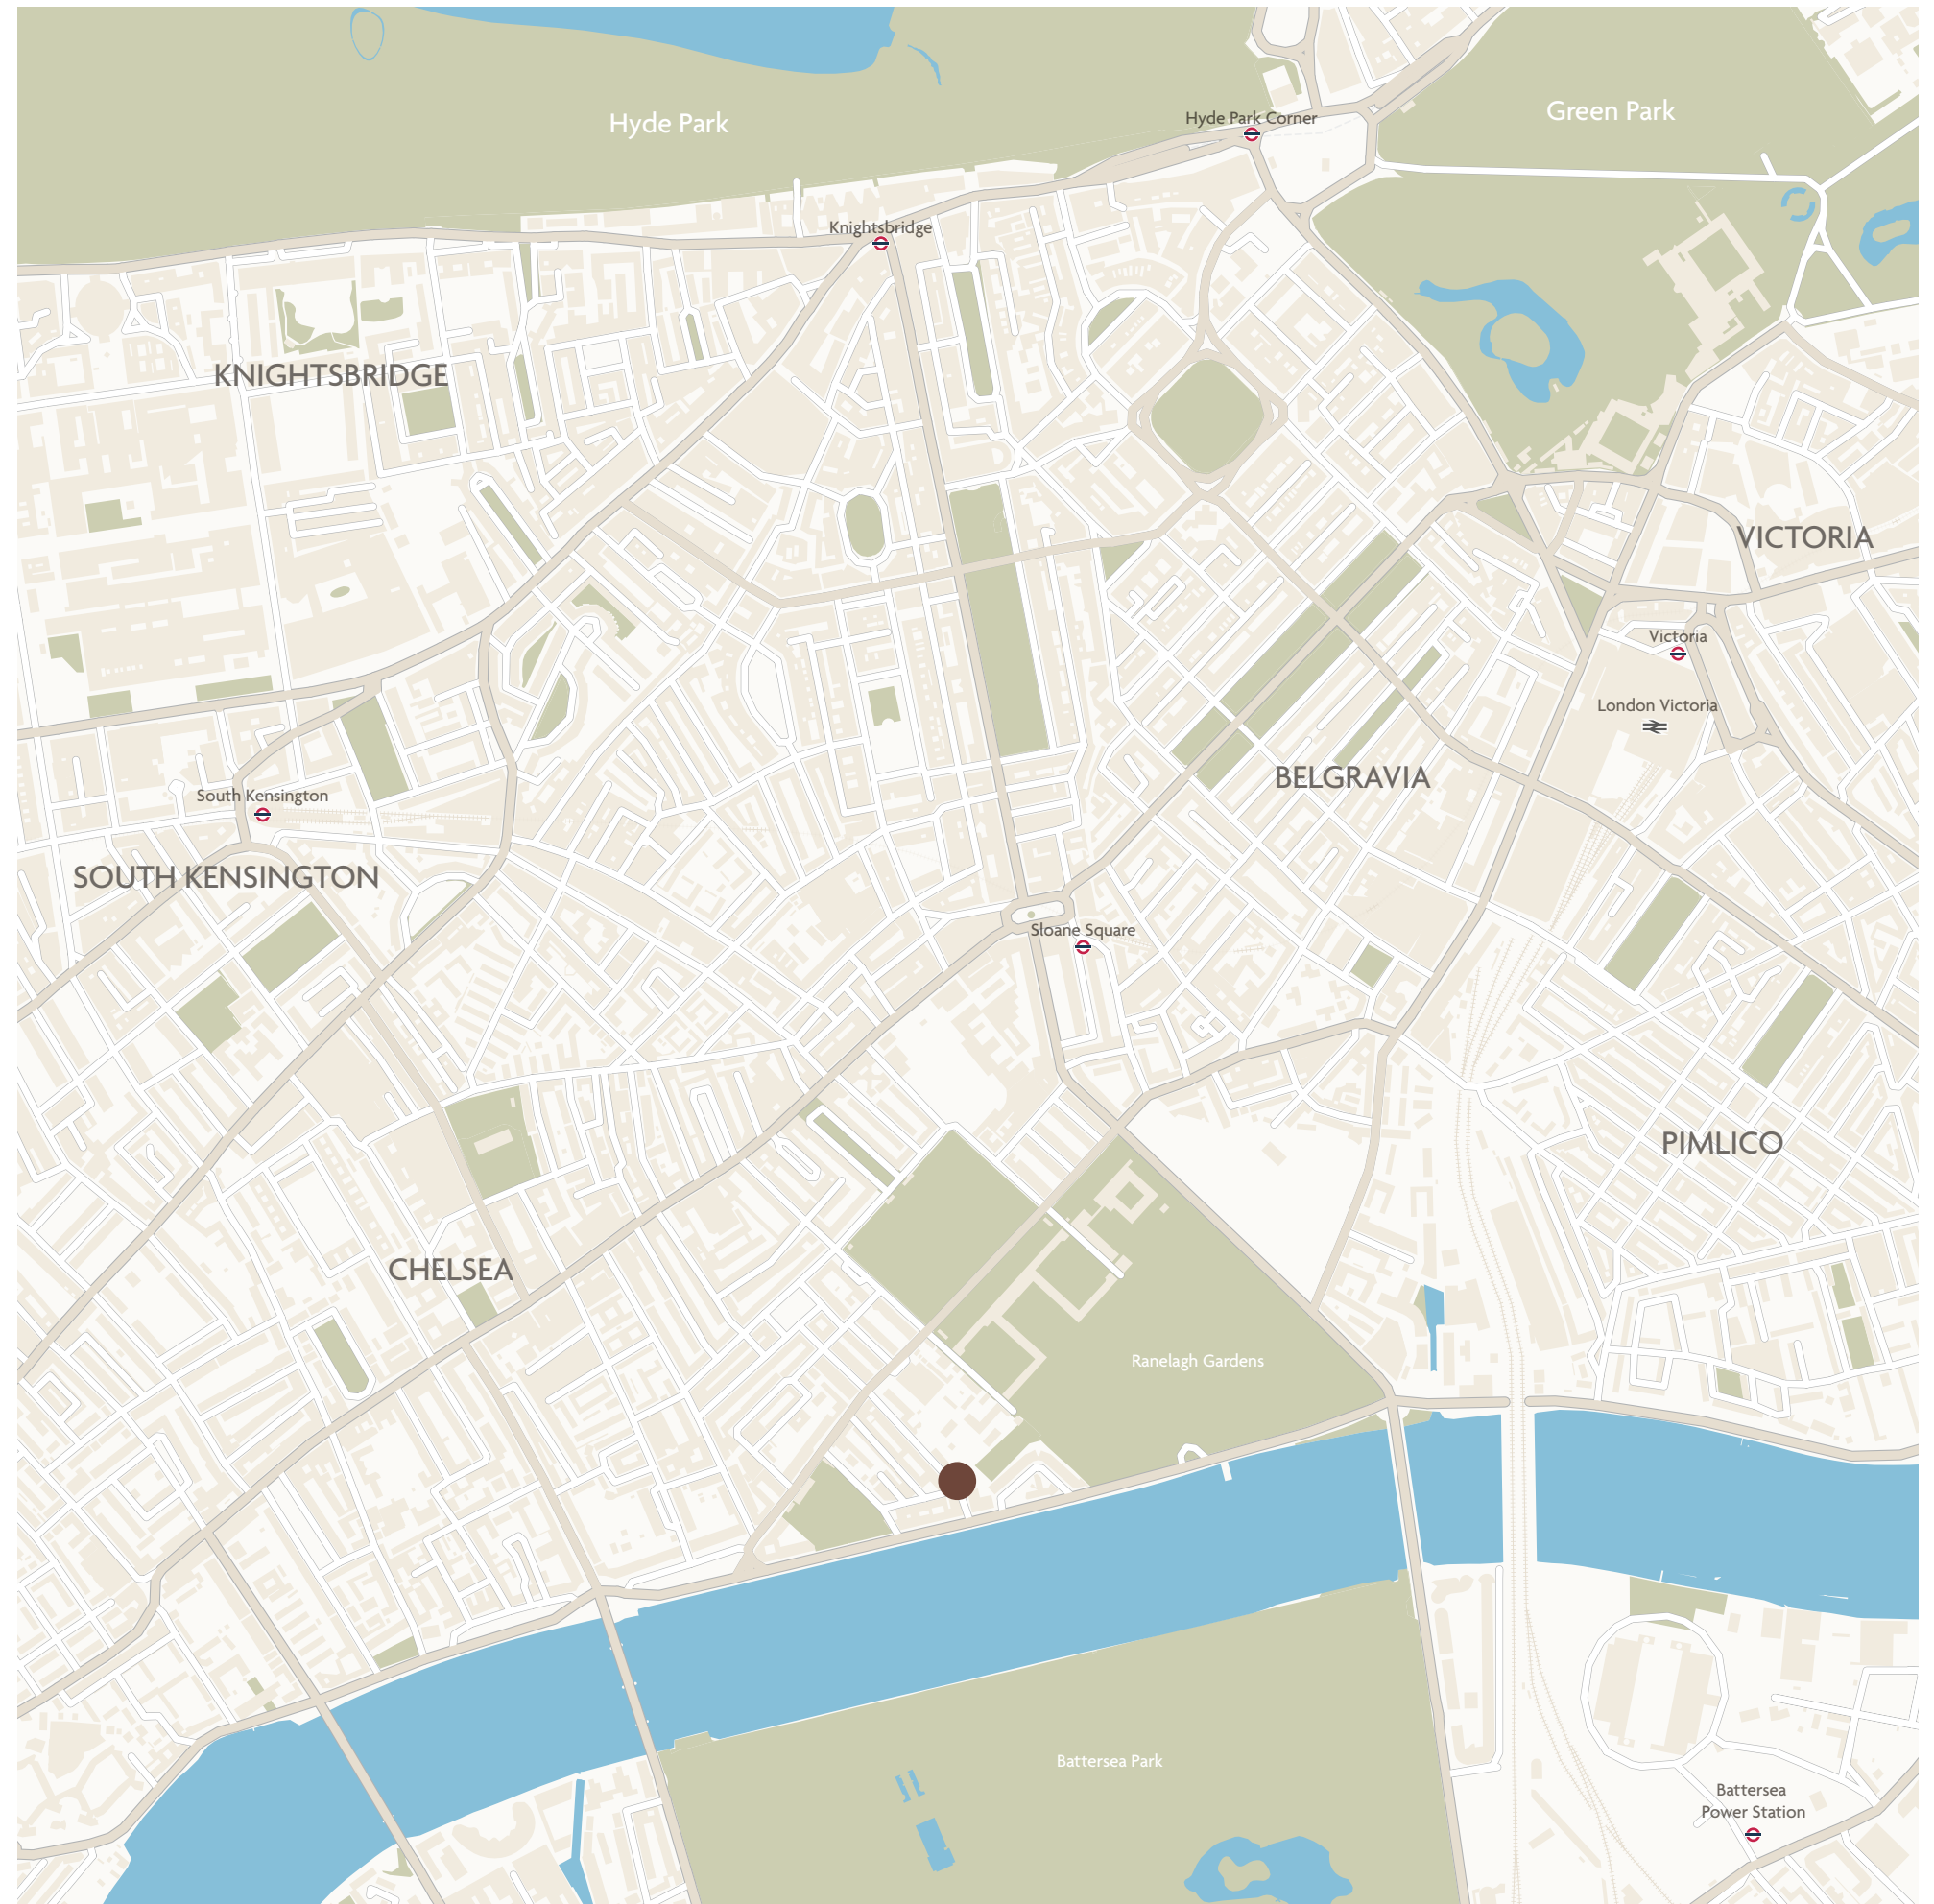 Green Park
Hyde Park
Hyde Park Corner
Knightsbridge
KNIGHTSBRIDGE
VICTORIA
Victoria
London Victoria
BELGRAVIA
South Kensington
SOUTH KENSINGTON
Sloane Square
PIMLICO
CHELSEA
Ranelagh Gardens
Battersea Park
Battersea
Power Station